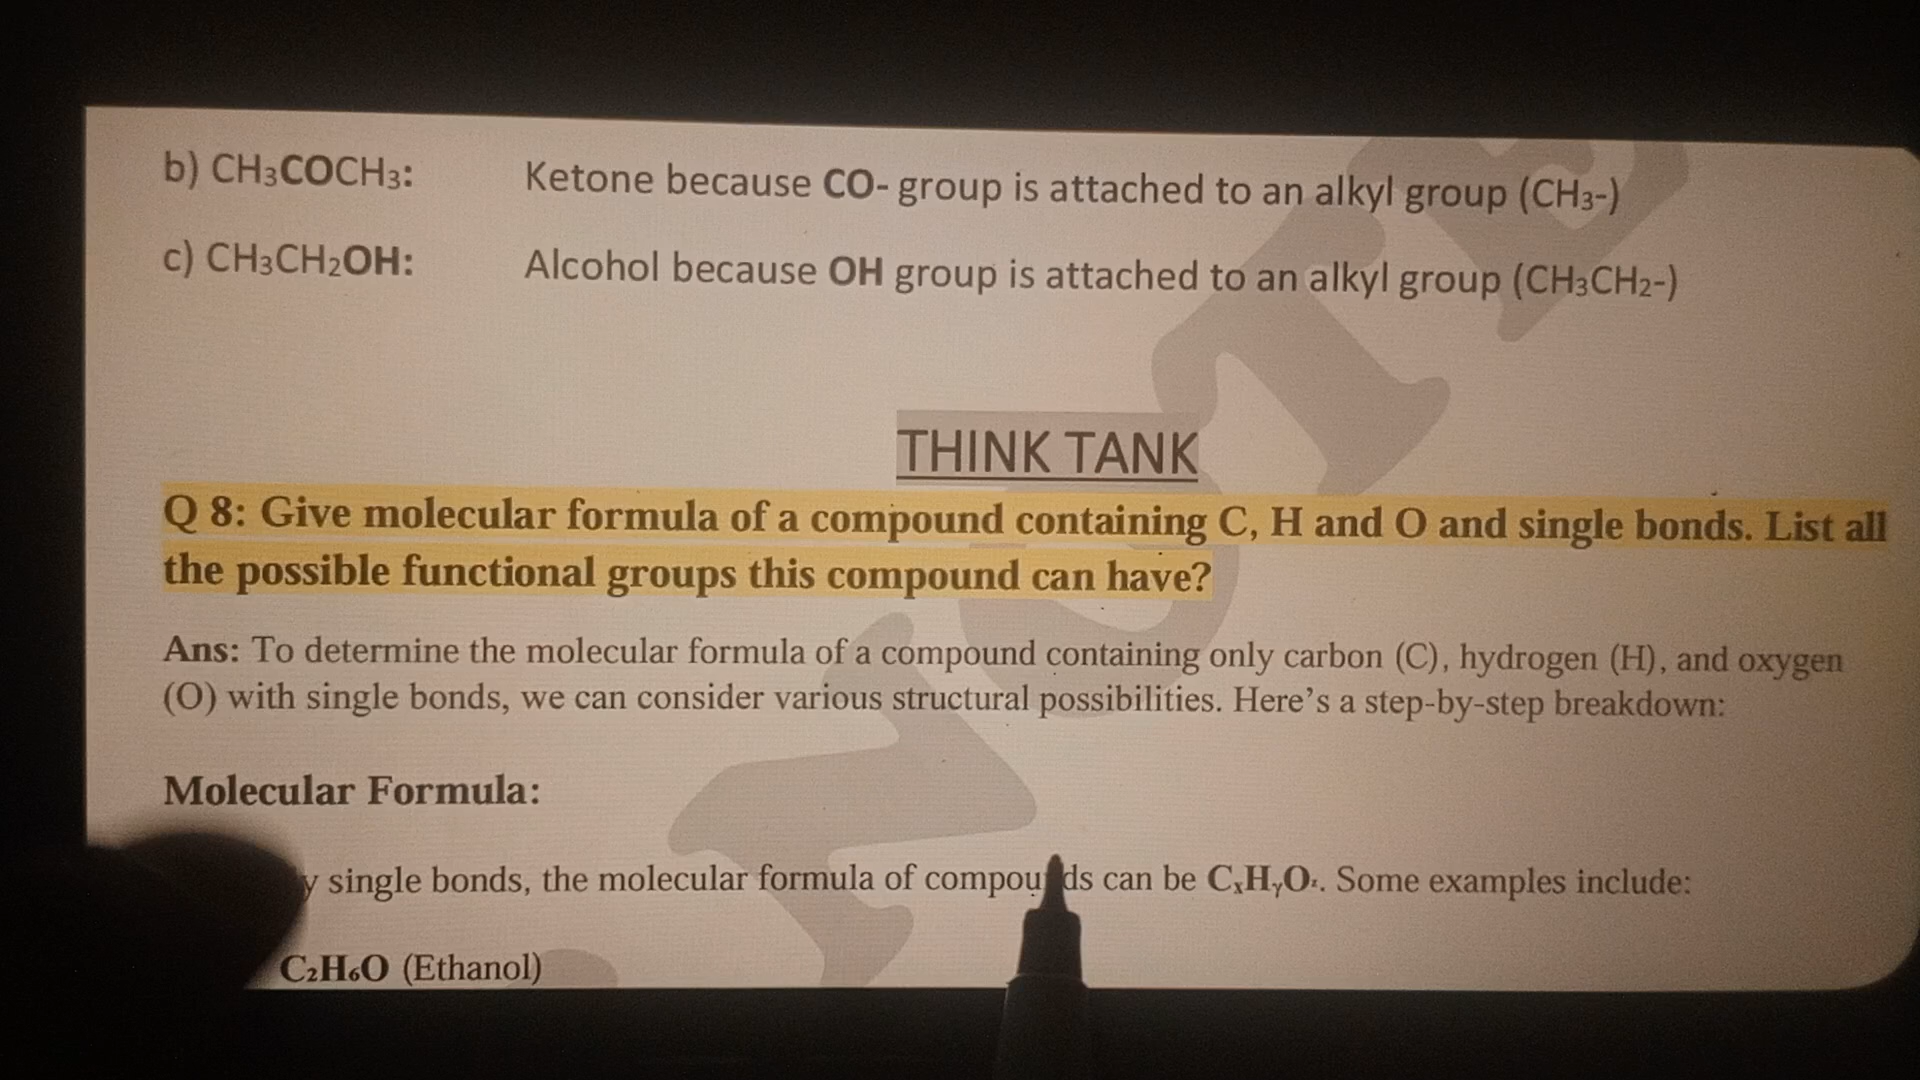 b) CH₃COCH₃: Ketone because CO- group is attached to an alkyl group (CH₃-)
c) CH₃CH₂OH: Alcohol because OH group is attached to an alkyl group (CH₃CH₂-)
THINK TANK
Q 8: Give molecular formula of a compound containing C, H and O and single bonds. List all
the possible functional groups this compound can have?
Ans: To determine the molecular formula of a compound containing only carbon (C), hydrogen (H), and oxygen
(O) with single bonds, we can consider various structural possibilities. Here's a step-by-step breakdown:
Molecular Formula:
y single bonds, the molecular formula of compounds can be CₓHᵧO. Some examples include:
C₂H₆O (Ethanol)